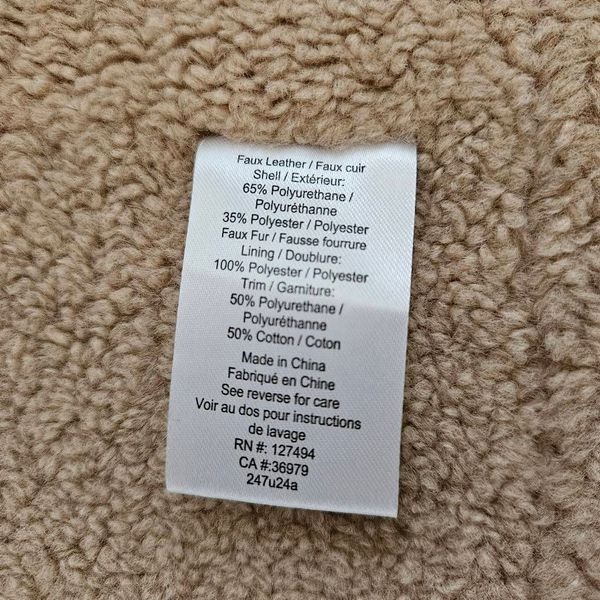 Faux Leather / Faux cuir
Shell / Extérieur:
65% Polyurethane /
Polyuréthanne
35% Polyester / Polyester
Faux Fur / Fausse fourrure
Lining / Doublure:
100% Polyester / Polyester
Trim / Garniture:
50% Polyurethane /
Polyuréthanne
50% Cotton / Coton
Made in China
Fabriqué en Chine
See reverse for care
Voir au dos pour instructions
de lavage
RN #: 127494
CA #:36979
247u24a